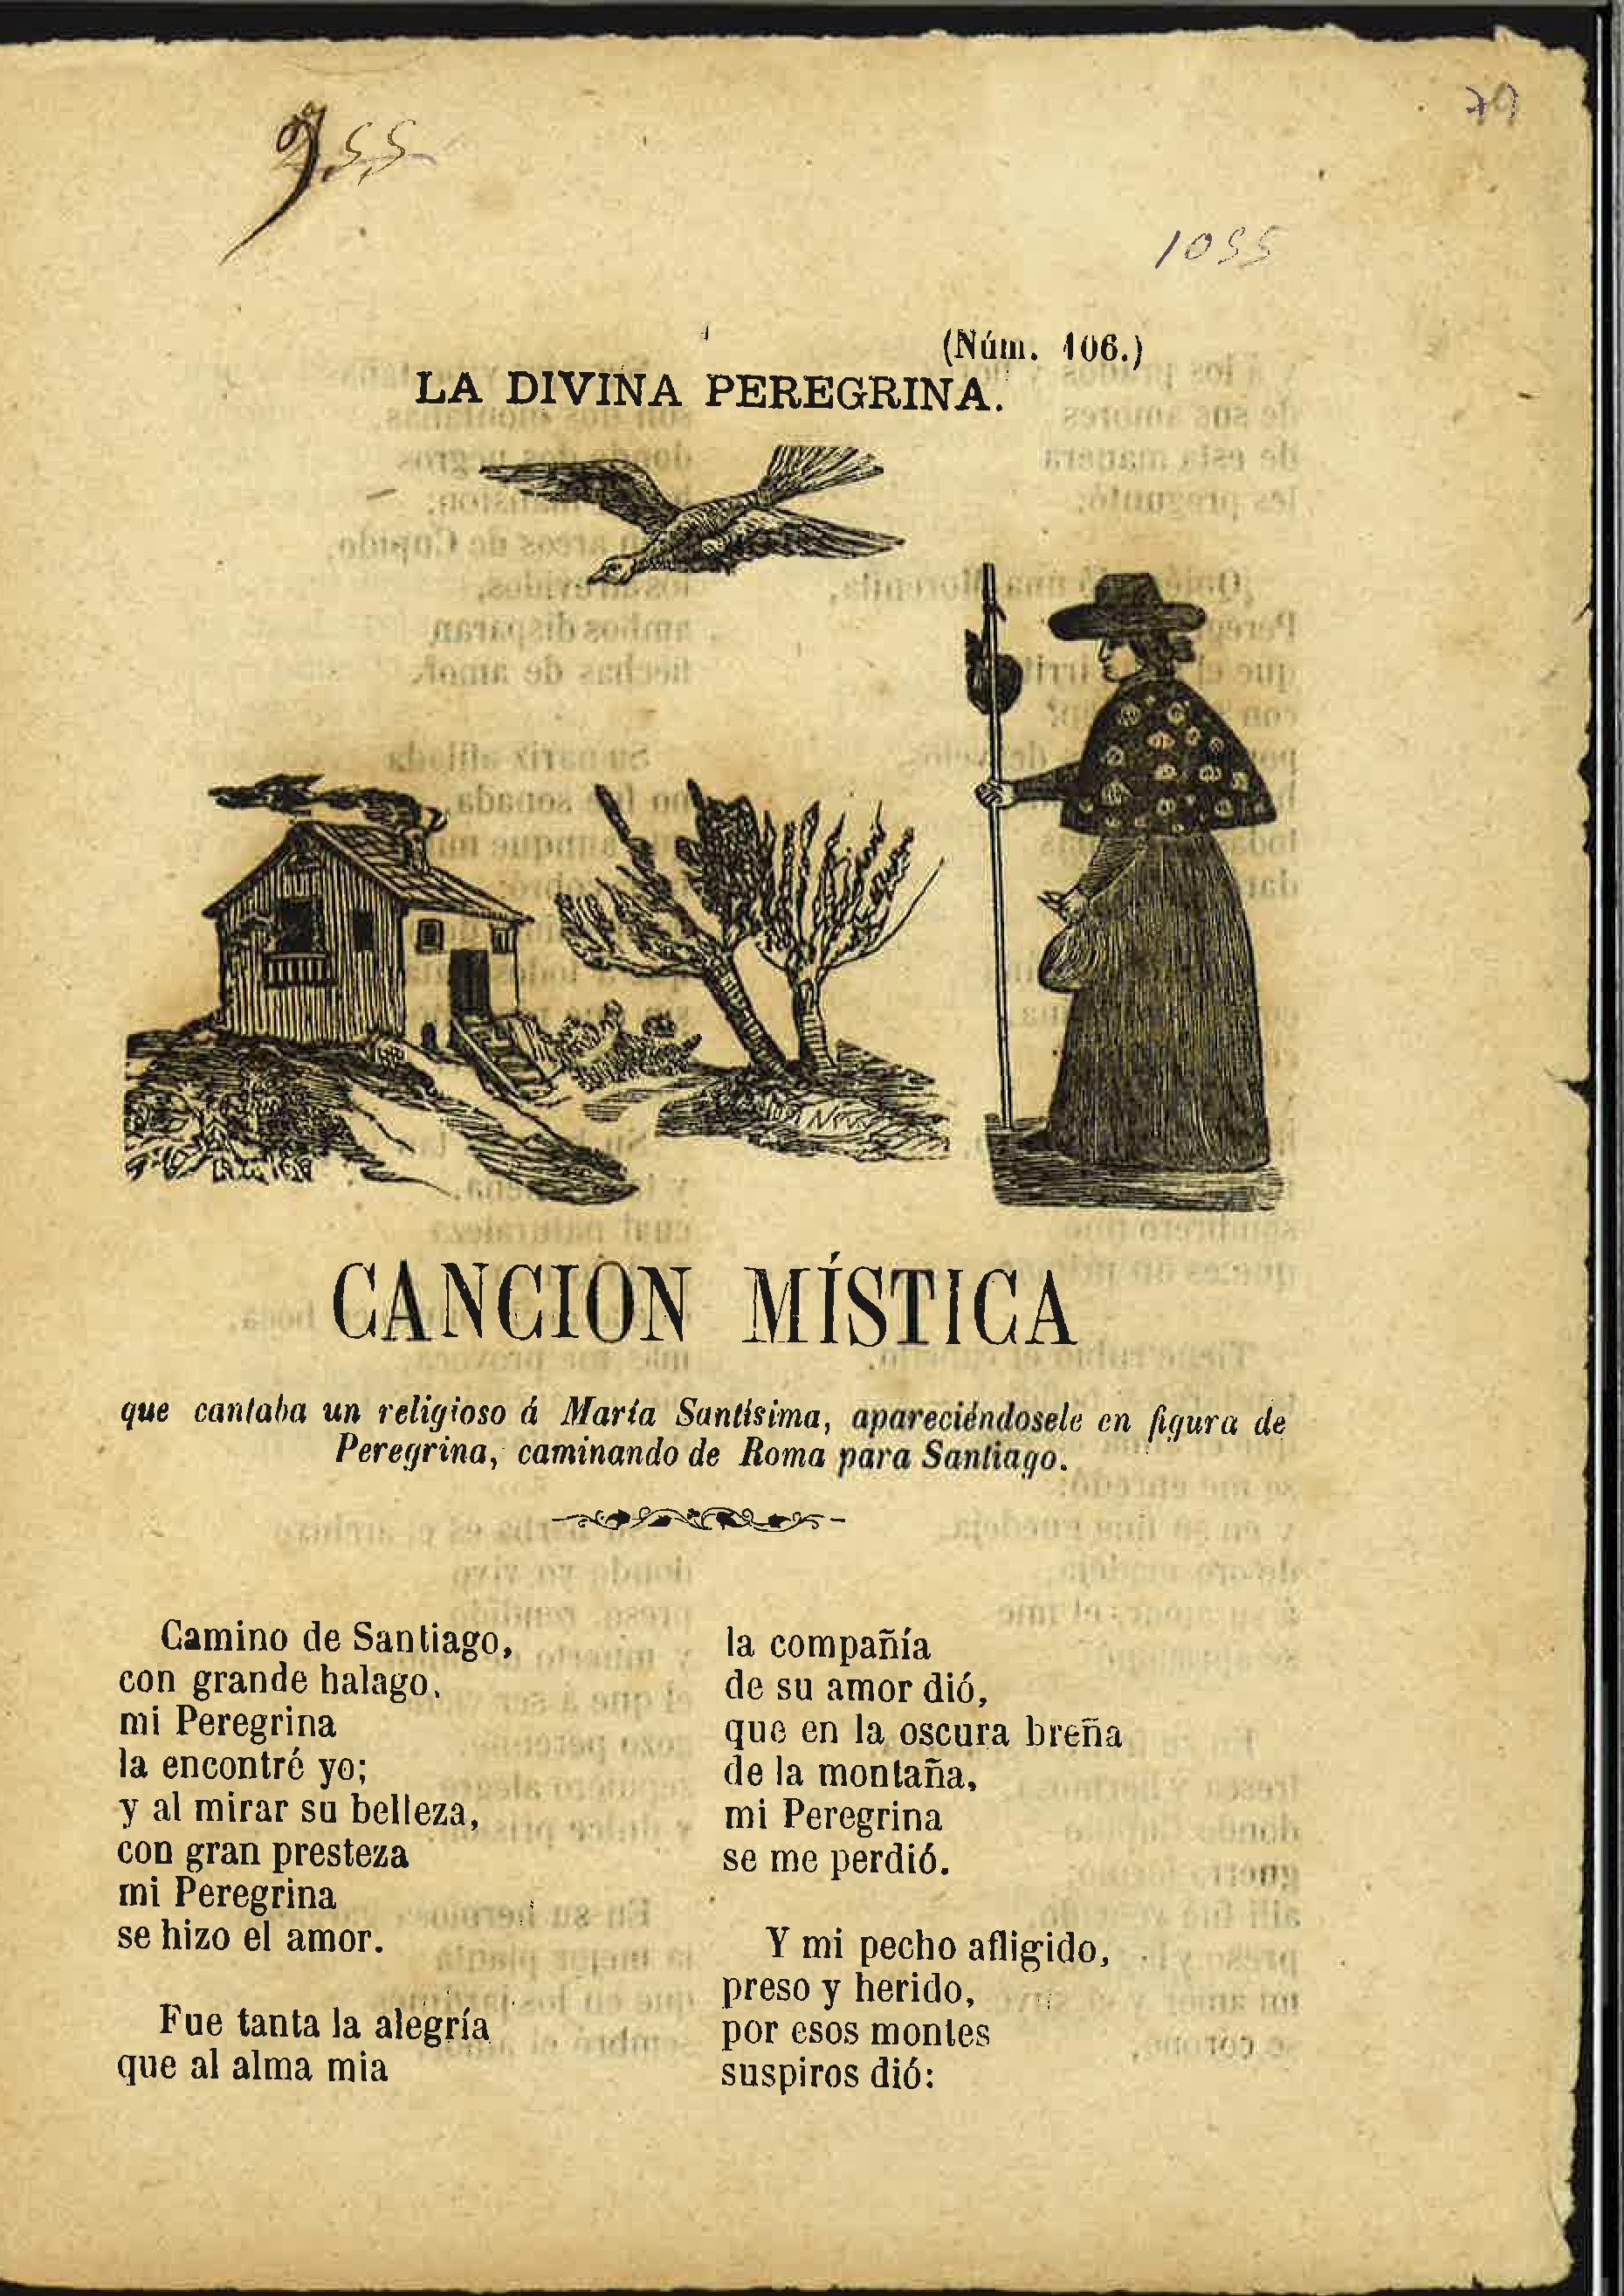 79
9.55
1055
(Núm. 106.)
LA DIVINA PEREGRINA.
CANCION MÍSTICA
que cantaba un religioso á María Santísima, apareciéndosele en figura de
Peregrina, caminando de Roma para Santiago.
Camino de Santiago,
con grande halago,
mi Peregrina
la encontré yo;
y al mirar su belleza,
con gran presteza
mi Peregrina
se hizo el amor.
Fue tanta la alegría
que al alma mia
la compañía
de su amor dió,
que en la oscura breña
de la montaña,
mi Peregrina
se me perdió.
Y mi pecho afligido,
preso y herido,
por esos montes
suspiros dió: